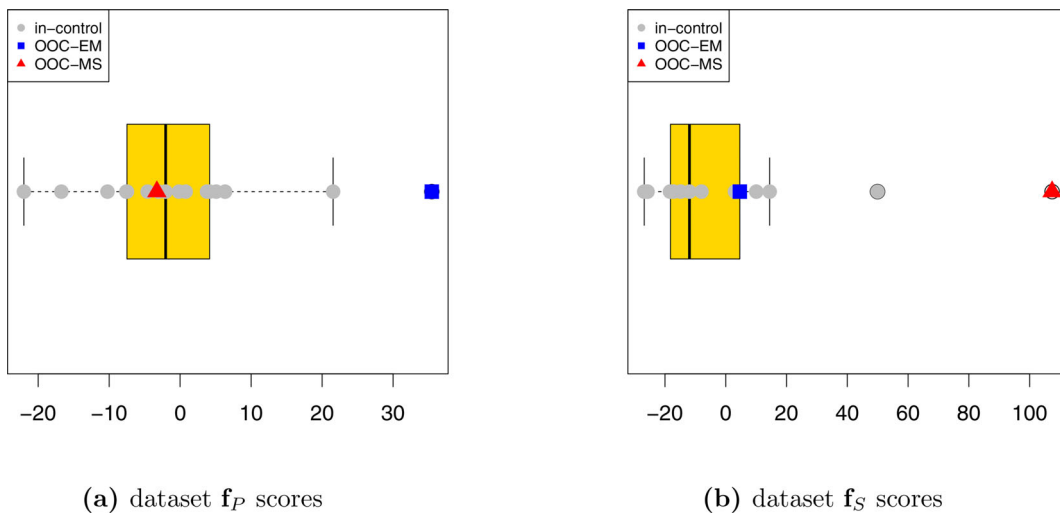 in-control
OOC-EM
OOC-MS
−20 −10 0 10 20 30
(a) dataset f_P scores
in-control
OOC-EM
OOC-MS
−20 0 20 40 60 80 100
(b) dataset f_S scores